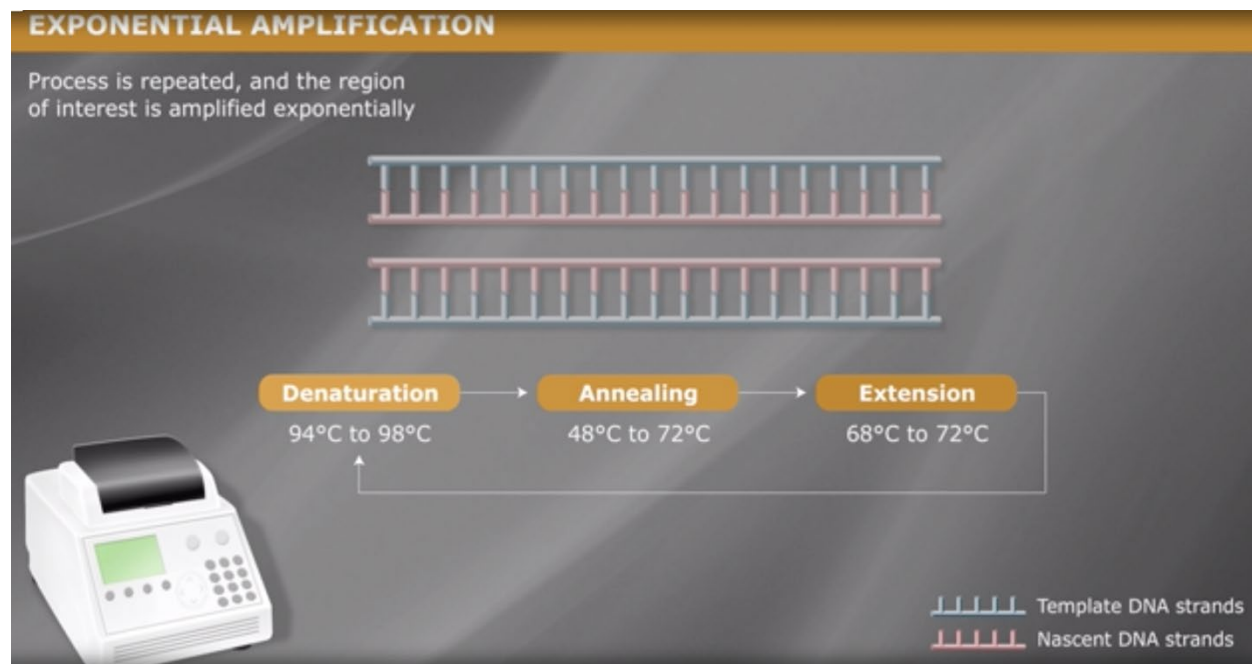 EXPONENTIAL AMPLIFICATION
Process is repeated, and the region
of interest is amplified exponentially
Denaturation
Annealing
Extension
94°C to 98°C
48°C to 72°C
68°C to 72°C
Template DNA strands
Nascent DNA strands